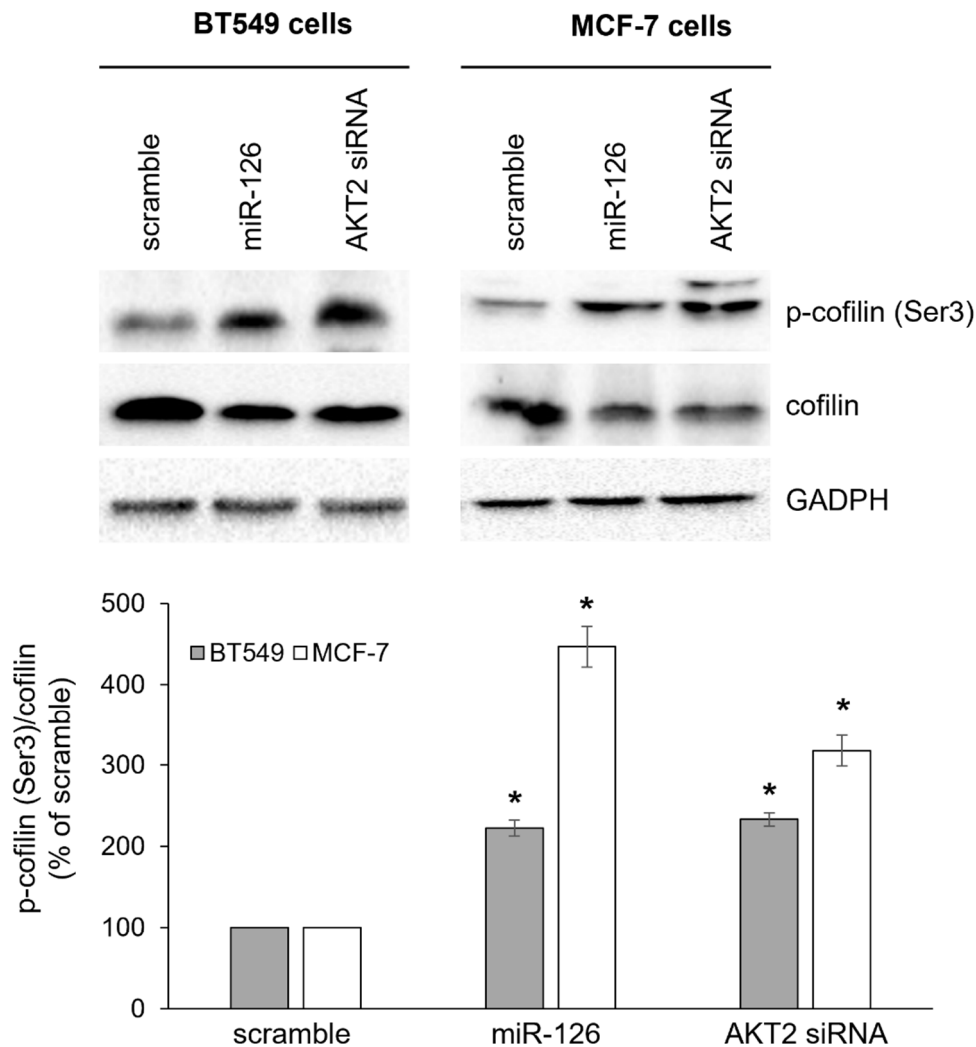 BT549 cells
MCF-7 cells
scramble
miR-126
AKT2 siRNA
scramble
miR-126
AKT2 siRNA
p-cofilin (Ser3)
cofilin
GADPH
p-cofilin (Ser3)/cofilin
(% of scramble)
500
400
300
200
100
0
BT549
MCF-7
*
*
*
*
scramble
miR-126
AKT2 siRNA